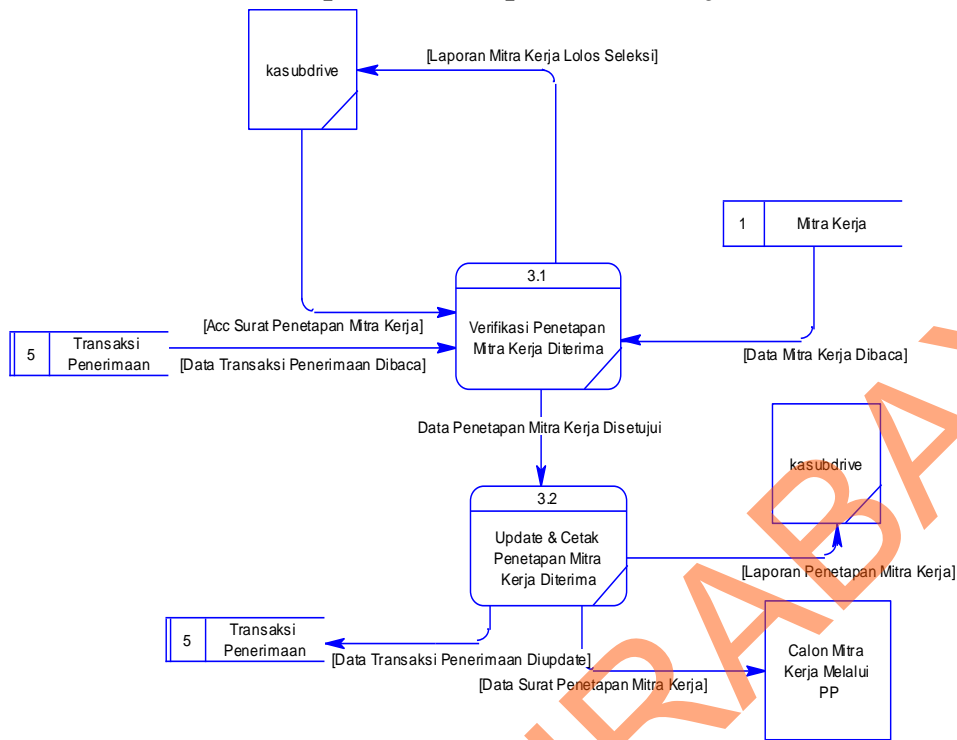 kasubdrive
[Laporan Mitra Kerja Lolos Seleksi]
1
Mitra Kerja
3.1
Verifikasi Penetapan
Mitra Kerja Diterima
[Acc Surat Penetapan Mitra Kerja]
5
Transaksi
Penerimaan
[Data Transaksi Penerimaan Dibaca]
[Data Mitra Kerja Dibaca]
Data Penetapan Mitra Kerja Disetujui
kasubdrive
3.2
Update & Cetak
Penetapan Mitra
Kerja Diterima
[Laporan Penetapan Mitra Kerja]
5
Transaksi
Penerimaan
[Data Transaksi Penerimaan Diupdate]
[Data Surat Penetapan Mitra Kerja]
Calon Mitra
Kerja Melalui
PP